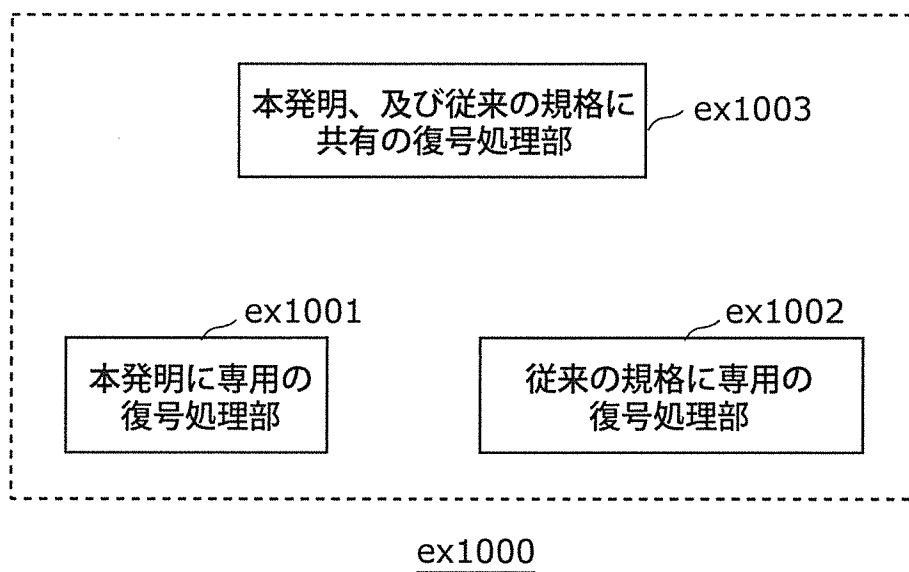 本発明、及び従来の規格に
共有の復号処理部
ex1003
ex1001
本発明に専用の
復号処理部
ex1002
従来の規格に専用の
復号処理部
ex1000